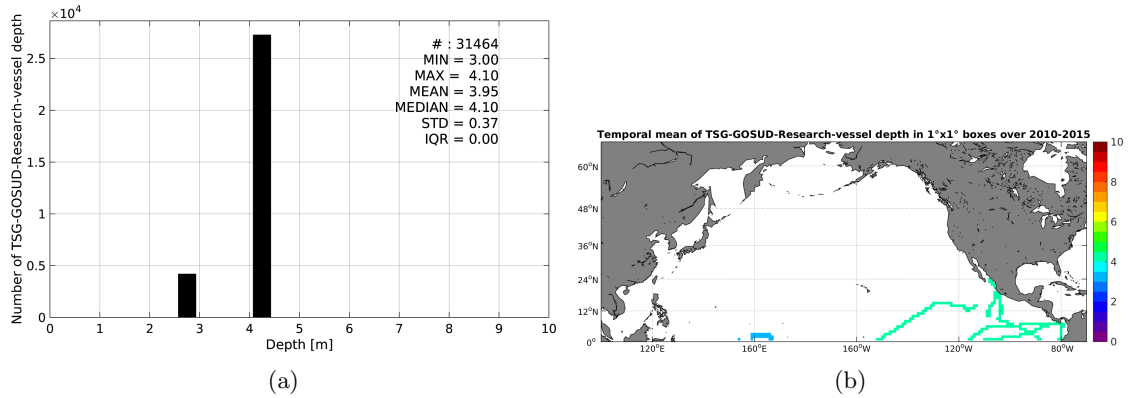 ×10⁴
Number of TSG-GOSUD-Research-vessel depth
2.5
2
1.5
1
0.5
0
0 1 2 3 4 5 6 7 8 9 10
Depth [m]
# : 31464
MIN = 3.00
MAX = 4.10
MEAN = 3.95
MEDIAN = 4.10
STD = 0.37
IQR = 0.00
(a)
Temporal mean of TSG-GOSUD-Research-vessel depth in 1°x1° boxes over 2010-2015
60°N
48°N
36°N
24°N
12°N
0°
120°E 160°E 160°W 120°W 80°W
10
8
6
4
2
0
(b)